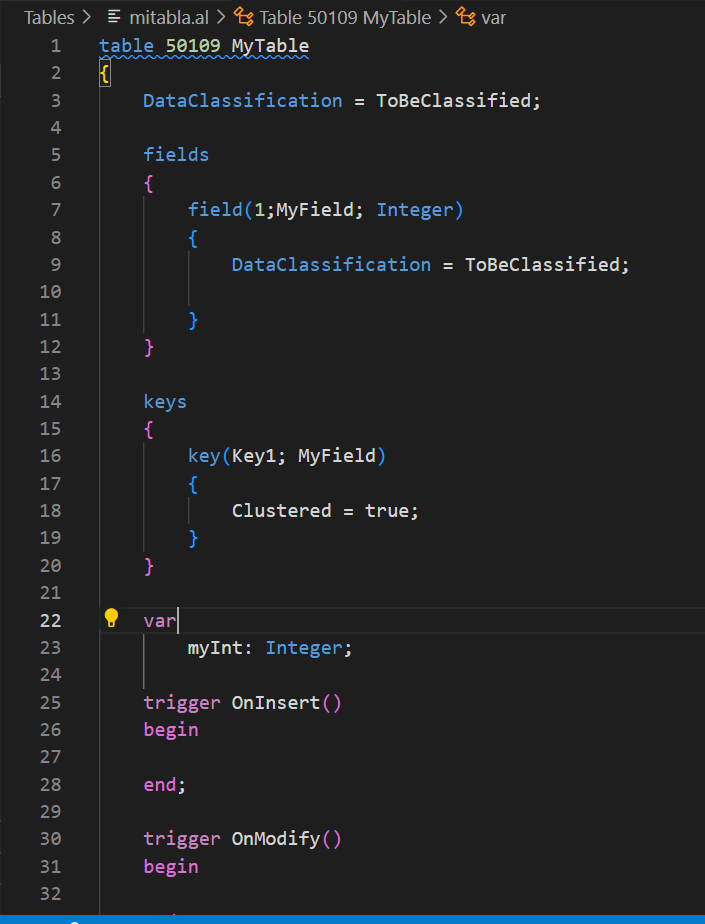 Tables > mitabla.al > Table 50109 MyTable > var
1 table 50109 MyTable
2 {
3 DataClassification = ToBeClassified;
4
5 fields
6 {
7 field(1;MyField; Integer)
8 {
9 DataClassification = ToBeClassified;
10
11 }
12 }
13
14 keys
15 {
16 key(Key1; MyField)
17 {
18 Clustered = true;
19 }
20 }
21
22 var
23 myInt: Integer;
24
25 trigger OnInsert()
26 begin
27
28 end;
29
30 trigger OnModify()
31 begin
32